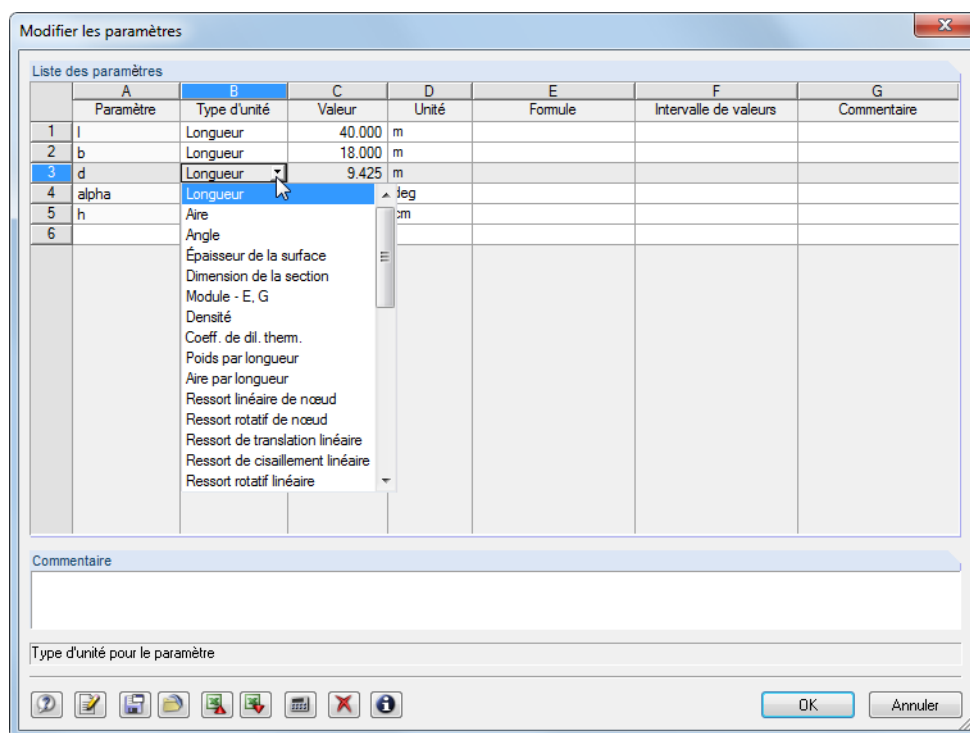 Modifier les paramètres
Liste des paramètres
A B C D E F G
Paramètre Type d'unité Valeur Unité Formule Intervalle de valeurs Commentaire
1 l Longueur 40.000 m
2 b Longueur 18.000 m
3 d Longueur 9.425 m
4 alpha Longueur deg
5 h Aire cm
6 Angle
Épaisseur de la surface
Dimension de la section
Module - E, G
Densité
Coeff. de dil. therm.
Poids par longueur
Aire par longueur
Ressort linéaire de nœud
Ressort rotatif de nœud
Ressort de translation linéaire
Ressort de cisaillement linéaire
Ressort rotatif linéaire
Commentaire
Type d'unité pour le paramètre
OK Annuler